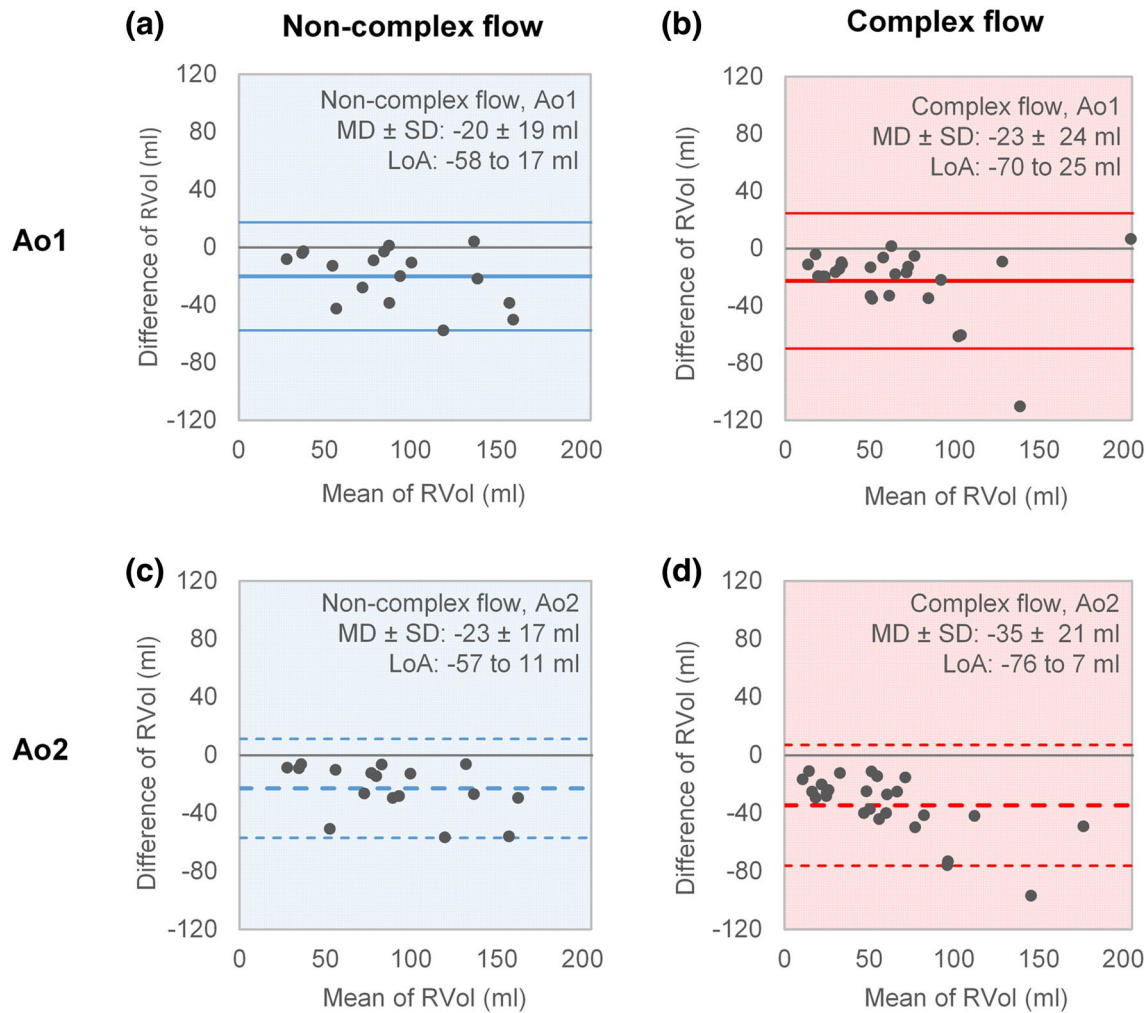 (a) Non-complex flow
(b) Complex flow
Ao1
120
80
40
0
-40
-80
-120
Difference of RVol (ml)
Non-complex flow, Ao1
MD ± SD: -20 ± 19 ml
LoA: -58 to 17 ml
0 50 100 150 200
Mean of RVol (ml)
120
80
40
0
-40
-80
-120
Difference of RVol (ml)
Complex flow, Ao1
MD ± SD: -23 ± 24 ml
LoA: -70 to 25 ml
0 50 100 150 200
Mean of RVol (ml)
Ao2
(c)
120
80
40
0
-40
-80
-120
Difference of RVol (ml)
Non-complex flow, Ao2
MD ± SD: -23 ± 17 ml
LoA: -57 to 11 ml
0 50 100 150 200
Mean of RVol (ml)
(d)
120
80
40
0
-40
-80
-120
Difference of RVol (ml)
Complex flow, Ao2
MD ± SD: -35 ± 21 ml
LoA: -76 to 7 ml
0 50 100 150 200
Mean of RVol (ml)